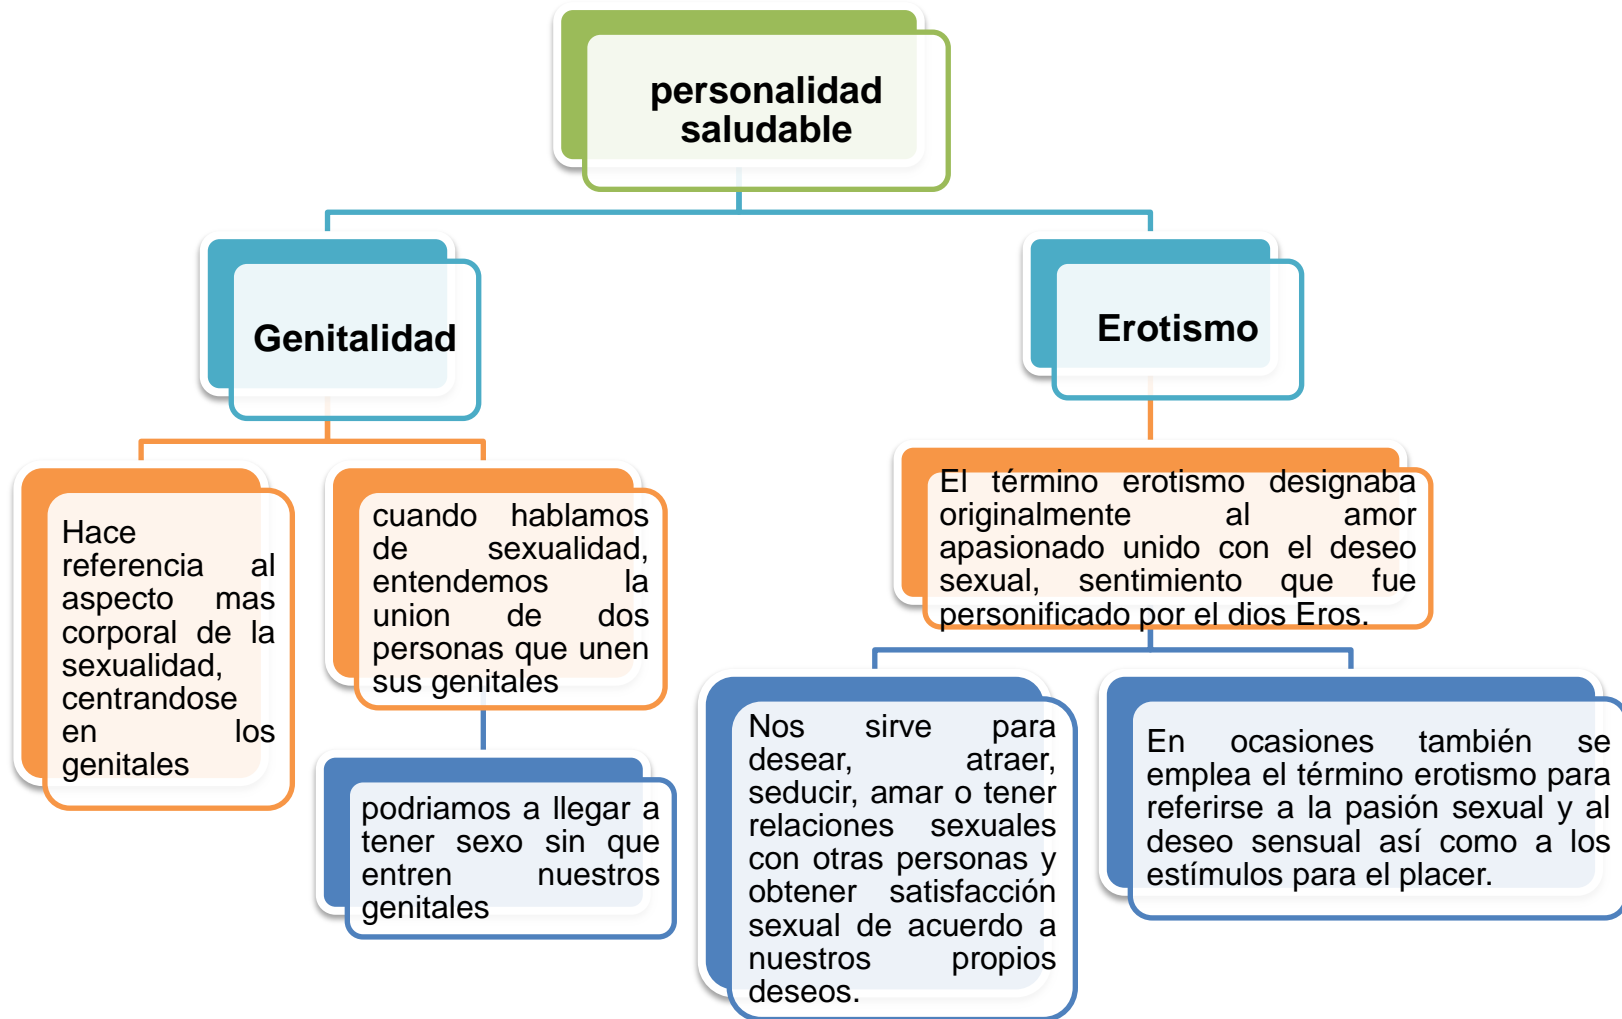 personalidad
saludable
Genitalidad
Erotismo
Hace
referencia al
aspecto mas
corporal de la
sexualidad,
centrandose
en los
genitales
cuando hablamos
de sexualidad,
entendemos la
union de dos
personas que unen
sus genitales
podriamos a llegar a
tener sexo sin que
entren nuestros
genitales
El término erotismo designaba
originalmente al amor
apasionado unido con el deseo
sexual, sentimiento que fue
personificado por el dios Eros.
Nos sirve para
desear, atraer,
seducir, amar o tener
relaciones sexuales
con otras personas y
obtener satisfacción
sexual de acuerdo a
nuestros propios
deseos.
En ocasiones también se
emplea el término erotismo para
referirse a la pasión sexual y al
deseo sensual así como a los
estímulos para el placer.